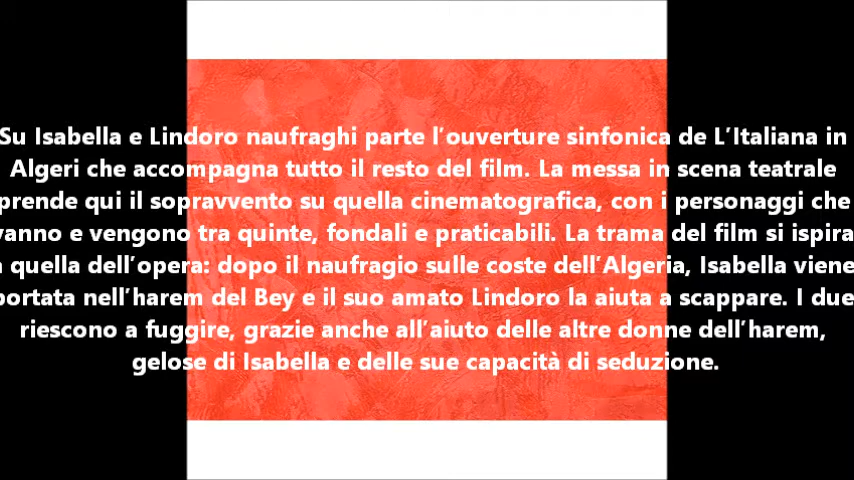 Su Isabella e Lindoro naufraghi parte l'ouverture sinfonica de L'Italiana in
Algeri che accompagna tutto il resto del film. La messa in scena teatrale
prende qui il sopravvento su quella cinematografica, con i personaggi che
vanno e vengono tra quinte, fondali e praticabili. La trama del film si ispira
a quella dell'opera: dopo il naufragio sulle coste dell'Algeria, Isabella viene
portata nell'harem del Bey e il suo amato Lindoro la aiuta a scappare. I due
riescono a fuggire, grazie anche all'aiuto delle altre donne dell'harem,
gelose di Isabella e delle sue capacità di seduzione.